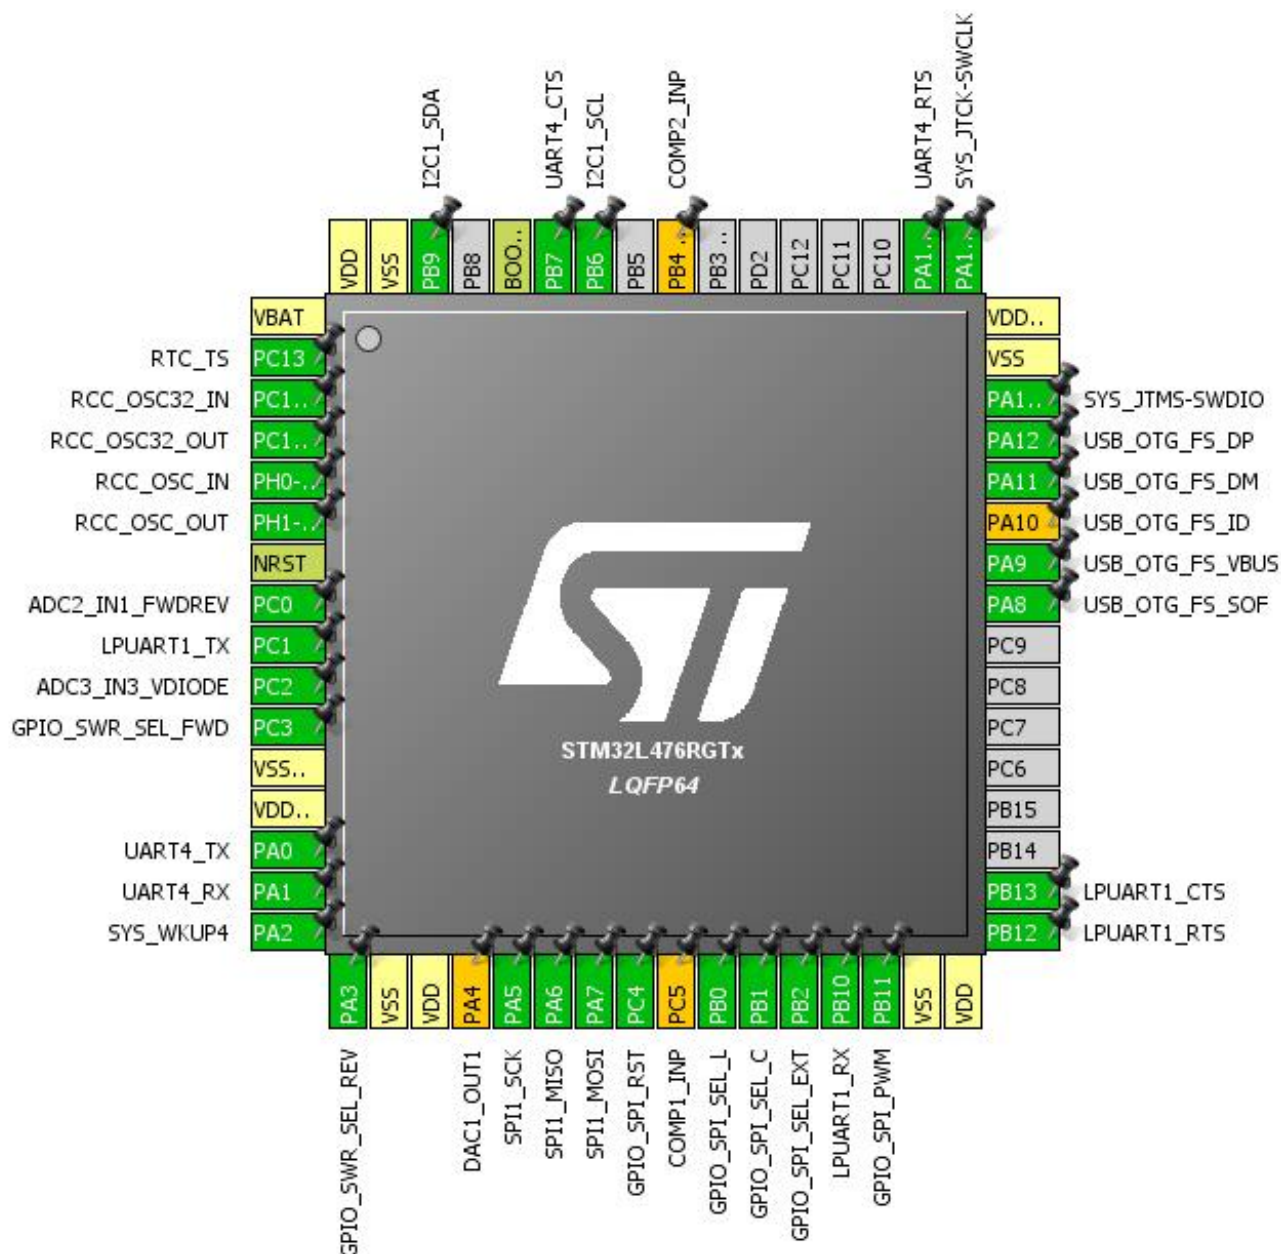 I2C1_SDA
UART4_CTS
I2C1_SCL
COMP2_INP
UART4_RTS
SYS_JTCK-SWCLK
VDD
VSS
PB9
PB8
BOO..
PB7
PB6
PB5
PB4 ..
PB3 ..
PD2
PC12
PC11
PC10
PA1..
PA1..
VBAT
RTC_TS PC13
RCC_OSC32_IN PC1..
RCC_OSC32_OUT PC1..
RCC_OSC_IN PH0-..
RCC_OSC_OUT PH1-..
NRST
ADC2_IN1_FWDREV PC0
LPUART1_TX PC1
ADC3_IN3_VDIODE PC2
GPIO_SWR_SEL_FWD PC3
VSS..
VDD..
UART4_TX PA0
UART4_RX PA1
SYS_WKUP4 PA2
STM32L476RGTx
LQFP64
VDD..
VSS
PA1.. SYS_JTMS-SWDIO
PA12 USB_OTG_FS_DP
PA11 USB_OTG_FS_DM
PA10 USB_OTG_FS_ID
PA9 USB_OTG_FS_VBUS
PA8 USB_OTG_FS_SOF
PC9
PC8
PC7
PC6
PB15
PB14
PB13 LPUART1_CTS
PB12 LPUART1_RTS
PA3
VSS
VDD
PA4
PA5
PA6
PA7
PC4
PC5
PB0
PB1
PB2
PB10
PB11
VSS
VDD
GPIO_SWR_SEL_REV
DAC1_OUT1
SPI1_SCK
SPI1_MISO
SPI1_MOSI
GPIO_SPI_RST
COMP1_INP
GPIO_SPI_SEL_L
GPIO_SPI_SEL_C
GPIO_SPI_SEL_EXT
LPUART1_RX
GPIO_SPI_PWM